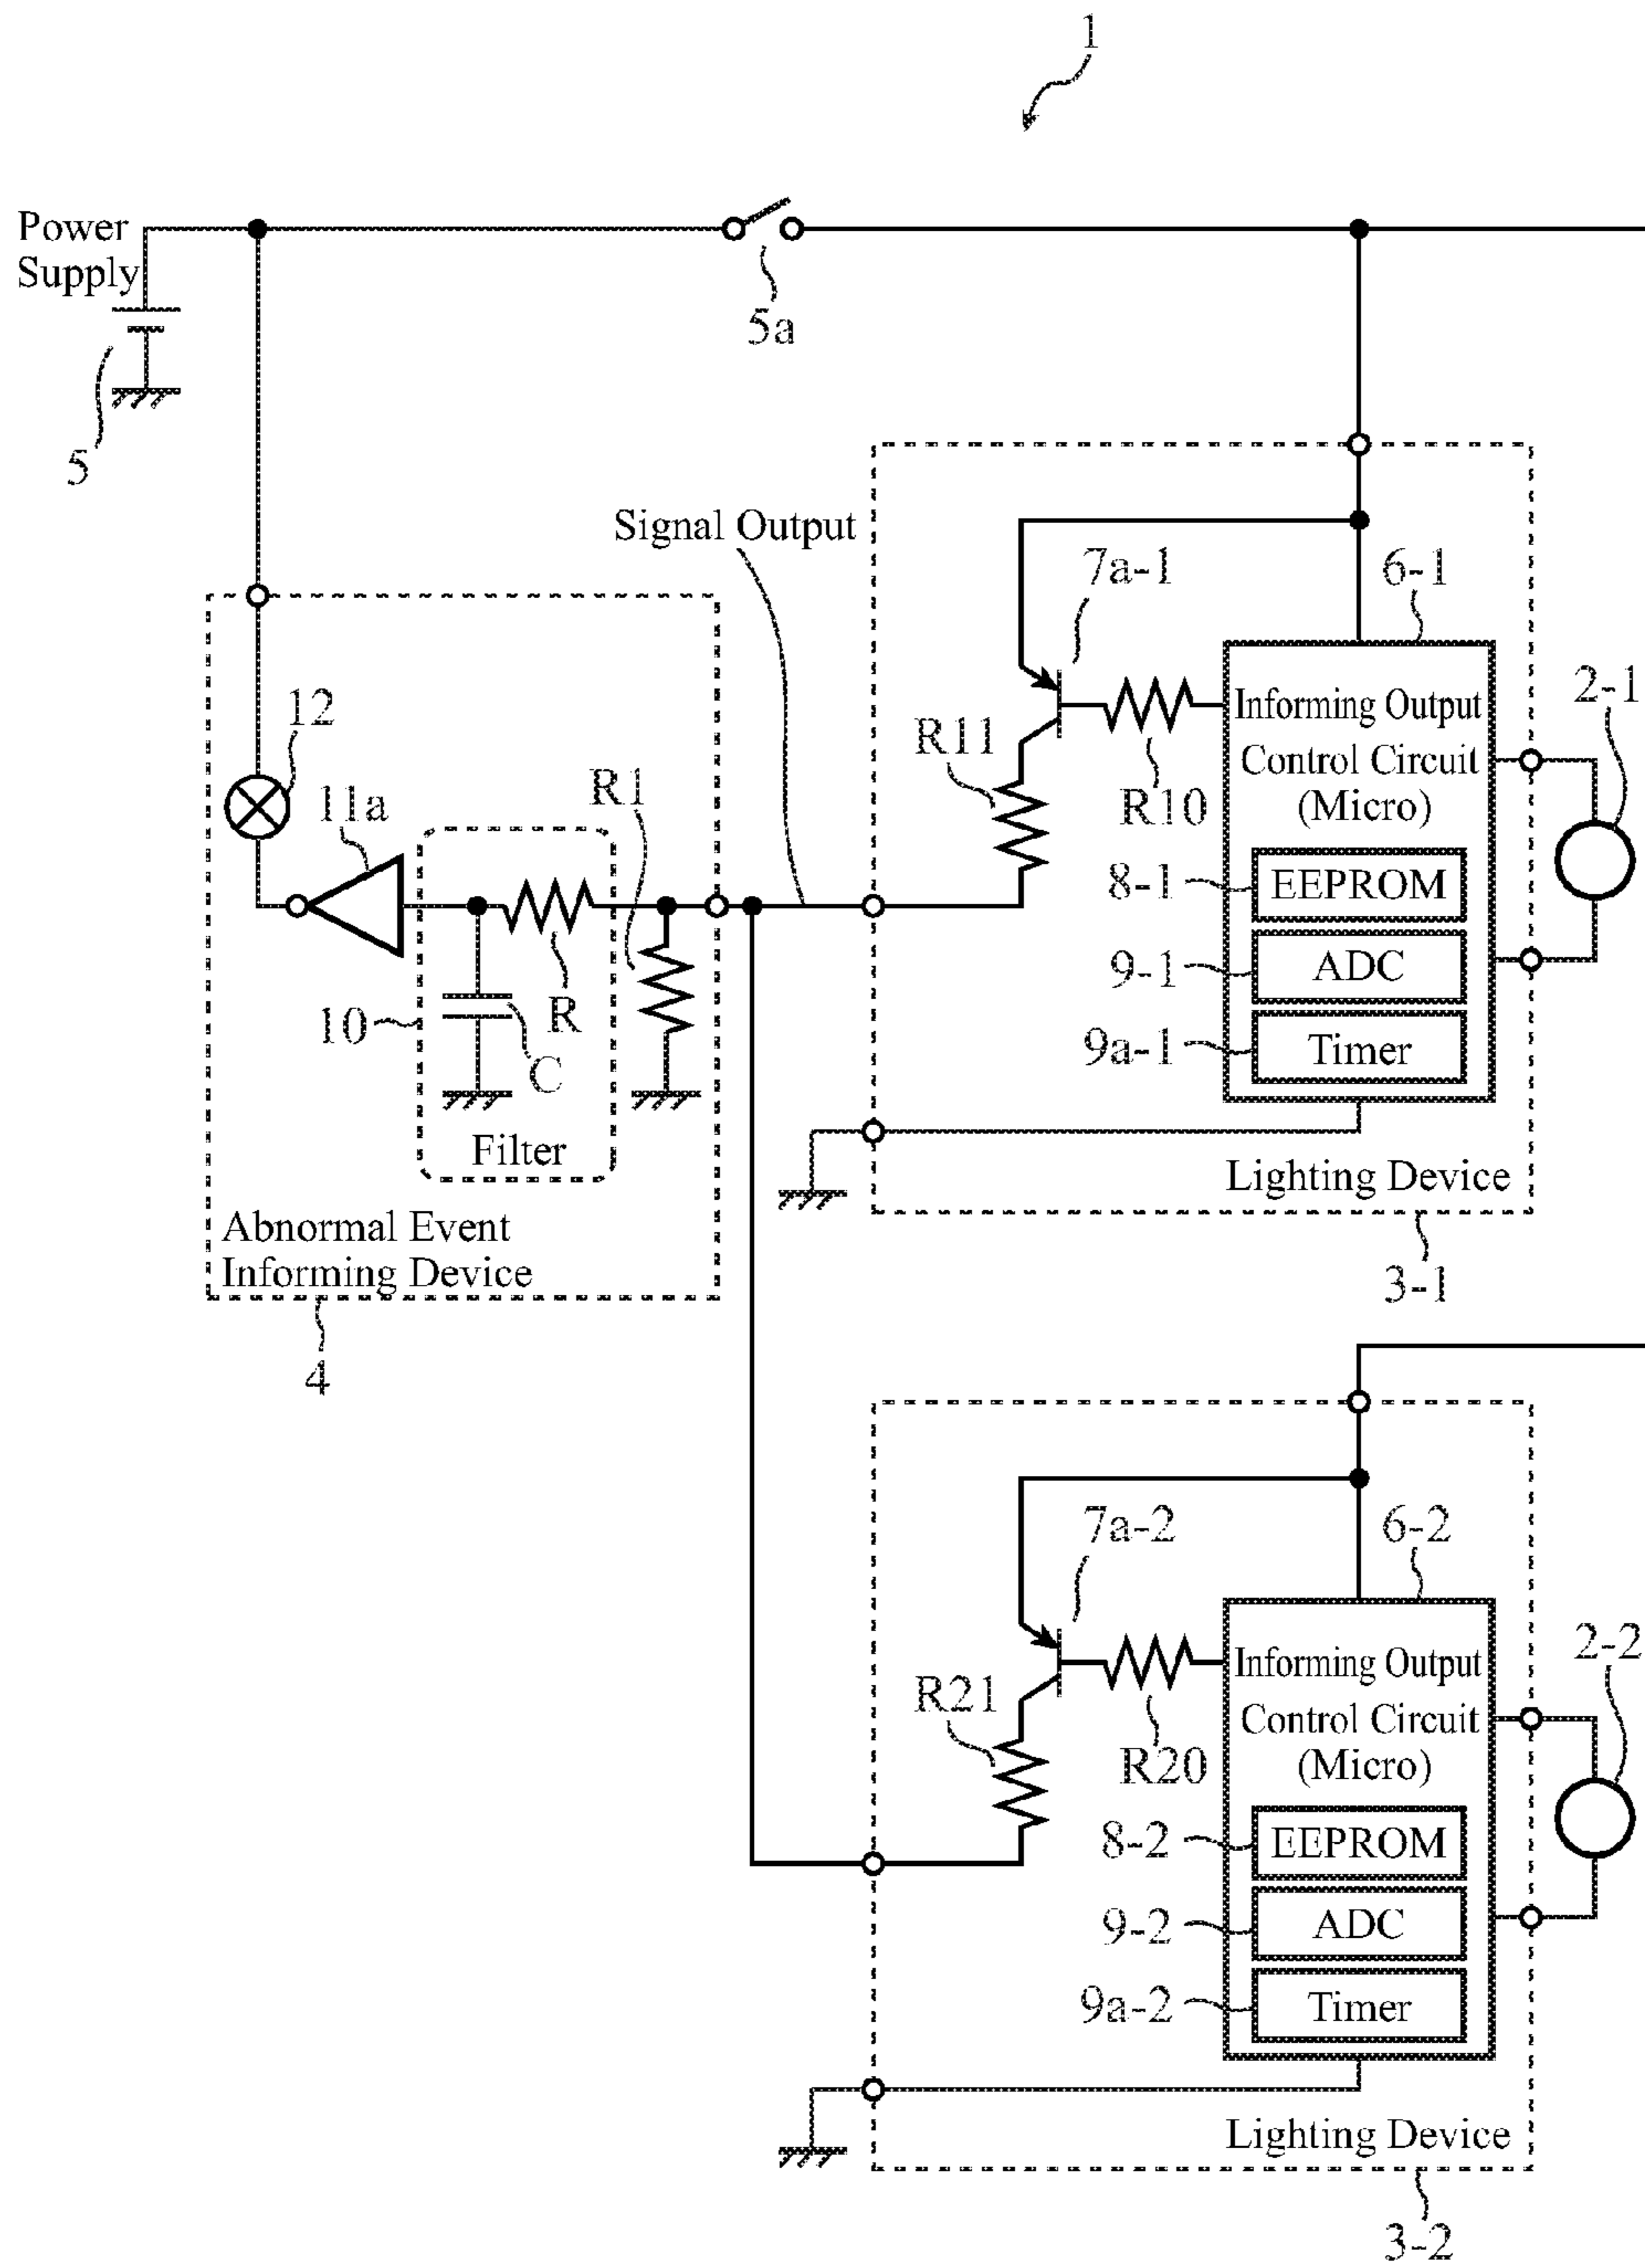 1
Power
Supply
5a
5
Signal Output
7a-1
6-1
12
11a
R1
R11
R10
Informing Output
Control Circuit
(Micro)
2-1
8-1
EEPROM
9-1
ADC
9a-1
Timer
10
R
C
Filter
Abnormal Event
Informing Device
4
Lighting Device
3-1
7a-2
6-2
R21
R20
Informing Output
Control Circuit
(Micro)
2-2
8-2
EEPROM
9-2
ADC
9a-2
Timer
Lighting Device
3-2